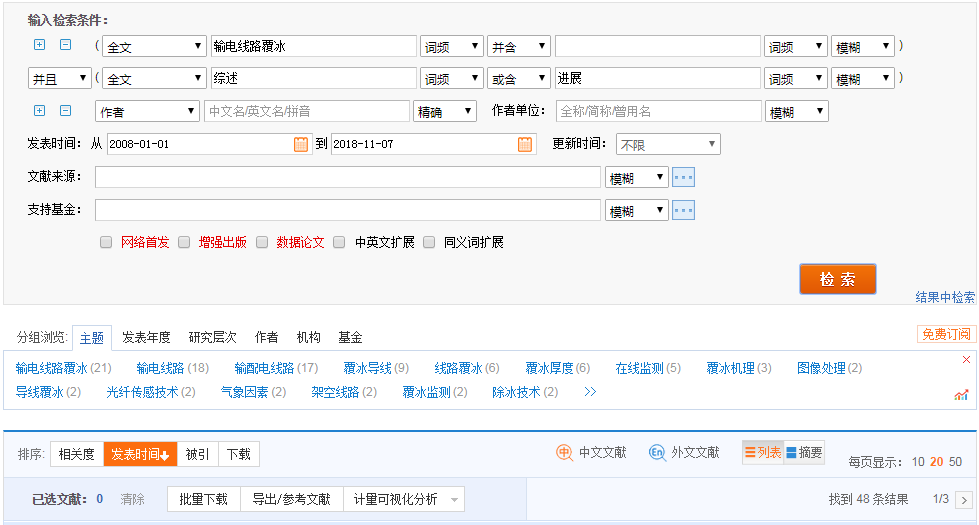 输入检索条件：
( 全文 输电线路覆冰 词频 并含 词频 模糊 )
并且 ( 全文 综述 词频 或含 进展 词频 模糊 )
作者 中文名/英文名/拼音 精确 作者单位： 全称/简称/曾用名 模糊
发表时间： 从 2008-01-01 到 2018-11-07 更新时间： 不限
文献来源： 模糊
支持基金： 模糊
网络首发 增强出版 数据论文 中英文扩展 同义词扩展
检 索
结果中检索
分组浏览: 主题 发表年度 研究层次 作者 机构 基金 免费订阅
输电线路覆冰(21) 输电线路(18) 输配电线路(17) 覆冰导线(9) 线路覆冰(6) 覆冰厚度(6) 在线监测(5) 覆冰机理(3) 图像处理(2)
导线覆冰(2) 光纤传感技术(2) 气象因素(2) 架空线路(2) 覆冰监测(2) 除冰技术(2) >>
排序: 相关度 发表时间↓ 被引 下载 中 中文文献 En 外文文献 列表 摘要 每页显示： 10 20 50
已选文献： 0 清除 批量下载 导出/参考文献 计量可视化分析 找到 48 条结果 1/3 >